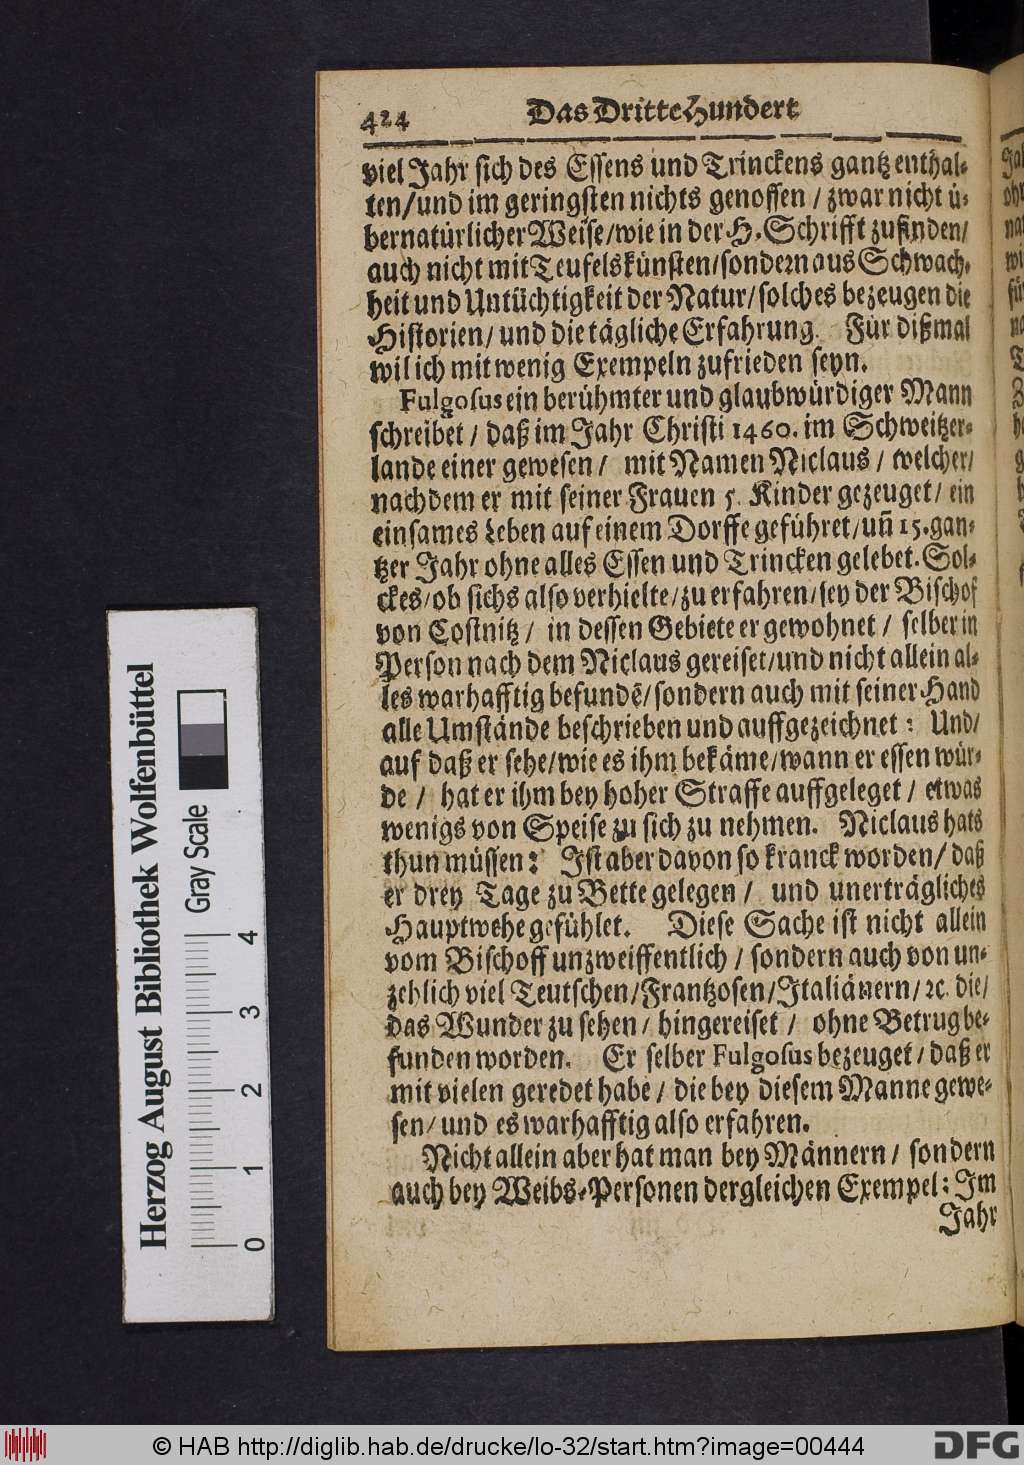 424 Das Dritte Hundert
viel Jahr sich des Essens und Trinckens gantz enthal-
ten/und im geringsten nichts genossen / zwar nicht ü-
bernatürlicher Weise/wie in der H. Schrifft zufinden/
auch nicht mit Teufelskünsten/sondern aus Schwach-
heit und Untüchtigkeit der Natur/solches bezeugen die
Historien/ und die tägliche Erfahrung. Für dißmal
wil ich mit wenig Exempeln zufrieden seyn.
Fulgosus ein berühmter und glaubwürdiger Mann
schreibet / daß im Jahr Christi 1460. im Schweitzer-
lande einer gewesen / mit Namen Niclaus / welcher/
nachdem er mit seiner Frauen 5. Kinder gezeuget/ ein
einsames Leben auf einem Dorffe geführet/uñ 15.gan-
tzer Jahr ohne alles Essen und Trincken gelebet. Sol-
ckes/ob sichs also verhielte/zu erfahren/sey der Bischof
von Costnitz / in dessen Gebiete er gewohnet / selber in
Person nach dem Niclaus gereiset/und nicht allein al-
les warhafftig befundẽ/sondern auch mit seiner Hand
alle Umstände beschrieben und auffgezeichnet: Und/
auf daß er sehe/wie es ihm bekäme/wann er essen wür-
de / hat er ihm bey hoher Straffe auffgeleget / etwas
wenigs von Speise zu sich zu nehmen. Niclaus hats
thun müssen: Ist aber davon so kranck worden/ daß
er drey Tage zu Bette gelegen / und unerträgliches
Hauptwehe gefühlet. Diese Sache ist nicht allein
vom Bischoff unzweiffentlich / sondern auch von un-
zehlich viel Teutschen/Frantzosen/Italiänern/ ꝛc. die/
das Wunder zu sehen/ hingereiset / ohne Betrug be-
funden worden. Er selber Fulgosus bezeuget / daß er
mit vielen geredet habe / die bey diesem Manne gewe-
sen/ und es warhafftig also erfahren.
Nicht allein aber hat man bey Männern / sondern
auch bey Weibs-Personen dergleichen Exempel: Im
Jahr
Herzog August Bibliothek Wolfenbüttel
Gray Scale
0 1 2 3 4
© HAB http://diglib.hab.de/drucke/lo-32/start.htm?image=00444
DFG